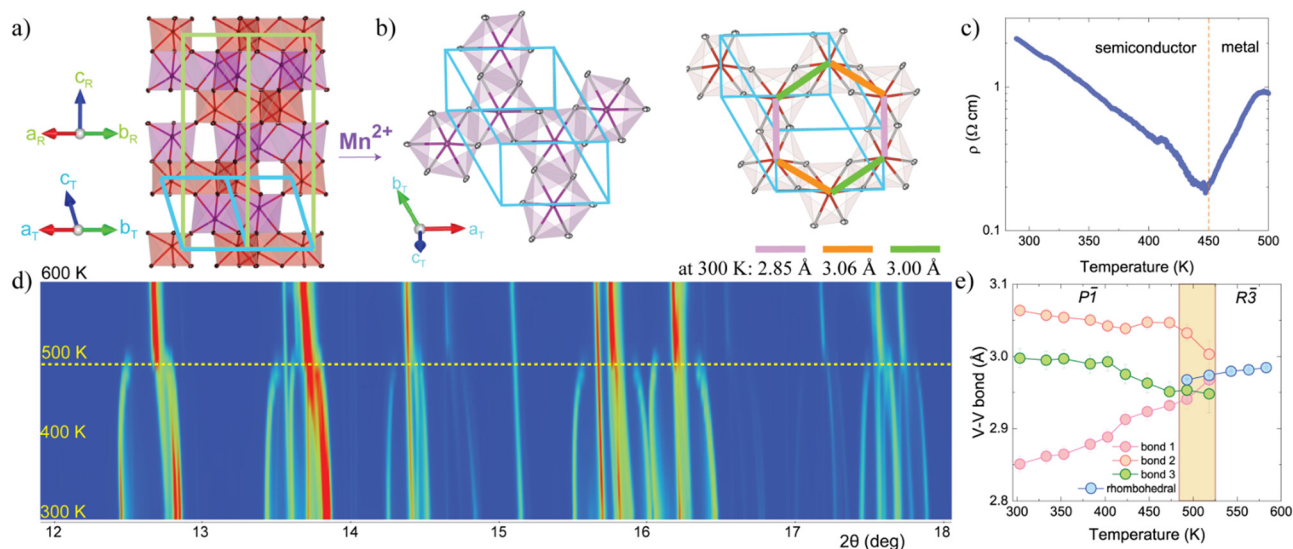 a)
c_R
a_R
b_R
c_T
a_T
b_T
Mn²⁺
b)
b_T
a_T
c_T
at 300 K: 2.85 Å 3.06 Å 3.00 Å
c)
semiconductor
metal
ρ (Ω cm)
1
0.1
300 350 400 450 500
Temperature (K)
d)
600 K
500 K
400 K
300 K
12 13 14 15 16 17 18
2θ (deg)
e)
P1̄
R3̄
V-V bond (Å)
3.1
3.0
2.9
2.8
bond 1
bond 2
bond 3
rhombohedral
300 350 400 450 500 550 600
Temperature (K)